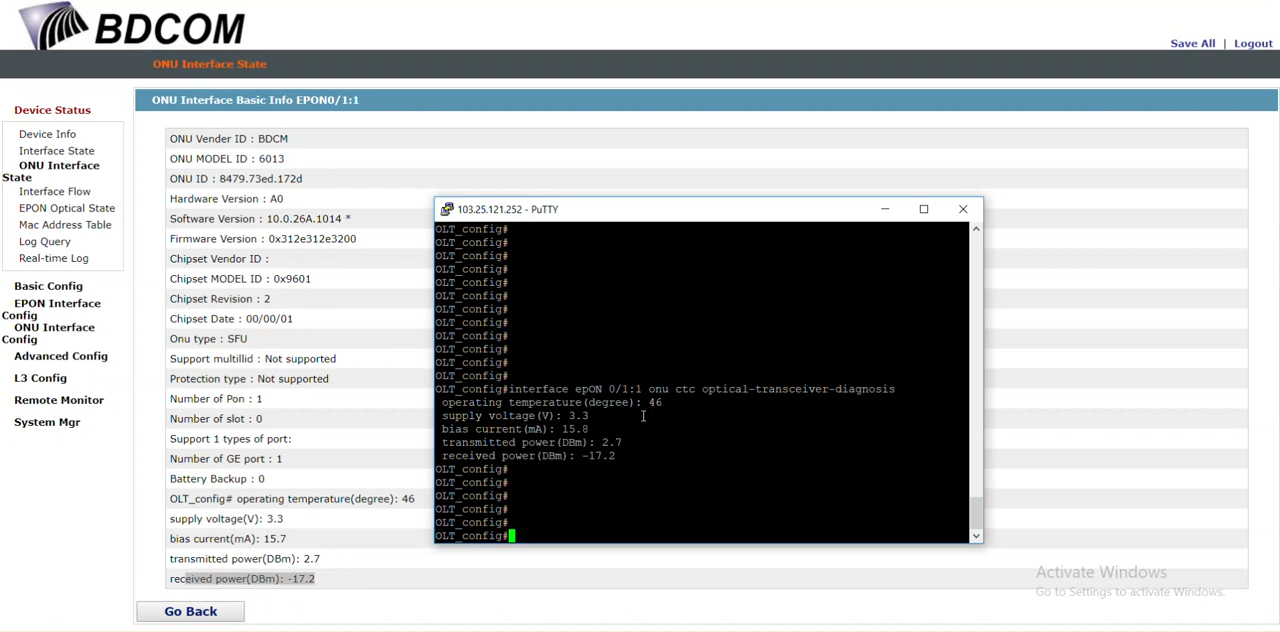 BDCOM
Save All | Logout
ONU Interface State
Device Status
Device Info
Interface State
ONU Interface
State
Interface Flow
EPON Optical State
Mac Address Table
Log Query
Real-time Log
Basic Config
EPON Interface
Config
ONU Interface
Config
Advanced Config
L3 Config
Remote Monitor
System Mgr
ONU Interface Basic Info EPON0/1:1
ONU Vender ID : BDCM
ONU MODEL ID : 6013
ONU ID : 8479.73ed.172d
Hardware Version : A0
Software Version : 10.0.26A.1014 *
Firmware Version : 0x312e312e3200
Chipset Vendor ID :
Chipset MODEL ID : 0x9601
Chipset Revision : 2
Chipset Date : 00/00/01
Onu type : SFU
Support multillid : Not supported
Protection type : Not supported
Number of Pon : 1
Number of slot : 0
Support 1 types of port:
Number of GE port : 1
Battery Backup : 0
OLT_config# operating temperature(degree): 46
supply voltage(V): 3.3
bias current(mA): 15.7
transmitted power(DBm): 2.7
received power(DBm): -17.2
Go Back
103.25.121.252 - PuTTY
OLT_config#
OLT_config#
OLT_config#
OLT_config#
OLT_config#
OLT_config#
OLT_config#
OLT_config#
OLT_config#
OLT_config#
OLT_config#
OLT_config#
OLT_config#interface epON 0/1:1 onu ctc optical-transceiver-diagnosis
operating temperature(degree): 46
supply voltage(V): 3.3
bias current(mA): 15.8
transmitted power(DBm): 2.7
received power(DBm): -17.2
OLT_config#
OLT_config#
OLT_config#
OLT_config#
OLT_config#
OLT_config#
Activate Windows
Go to Settings to activate Windows.